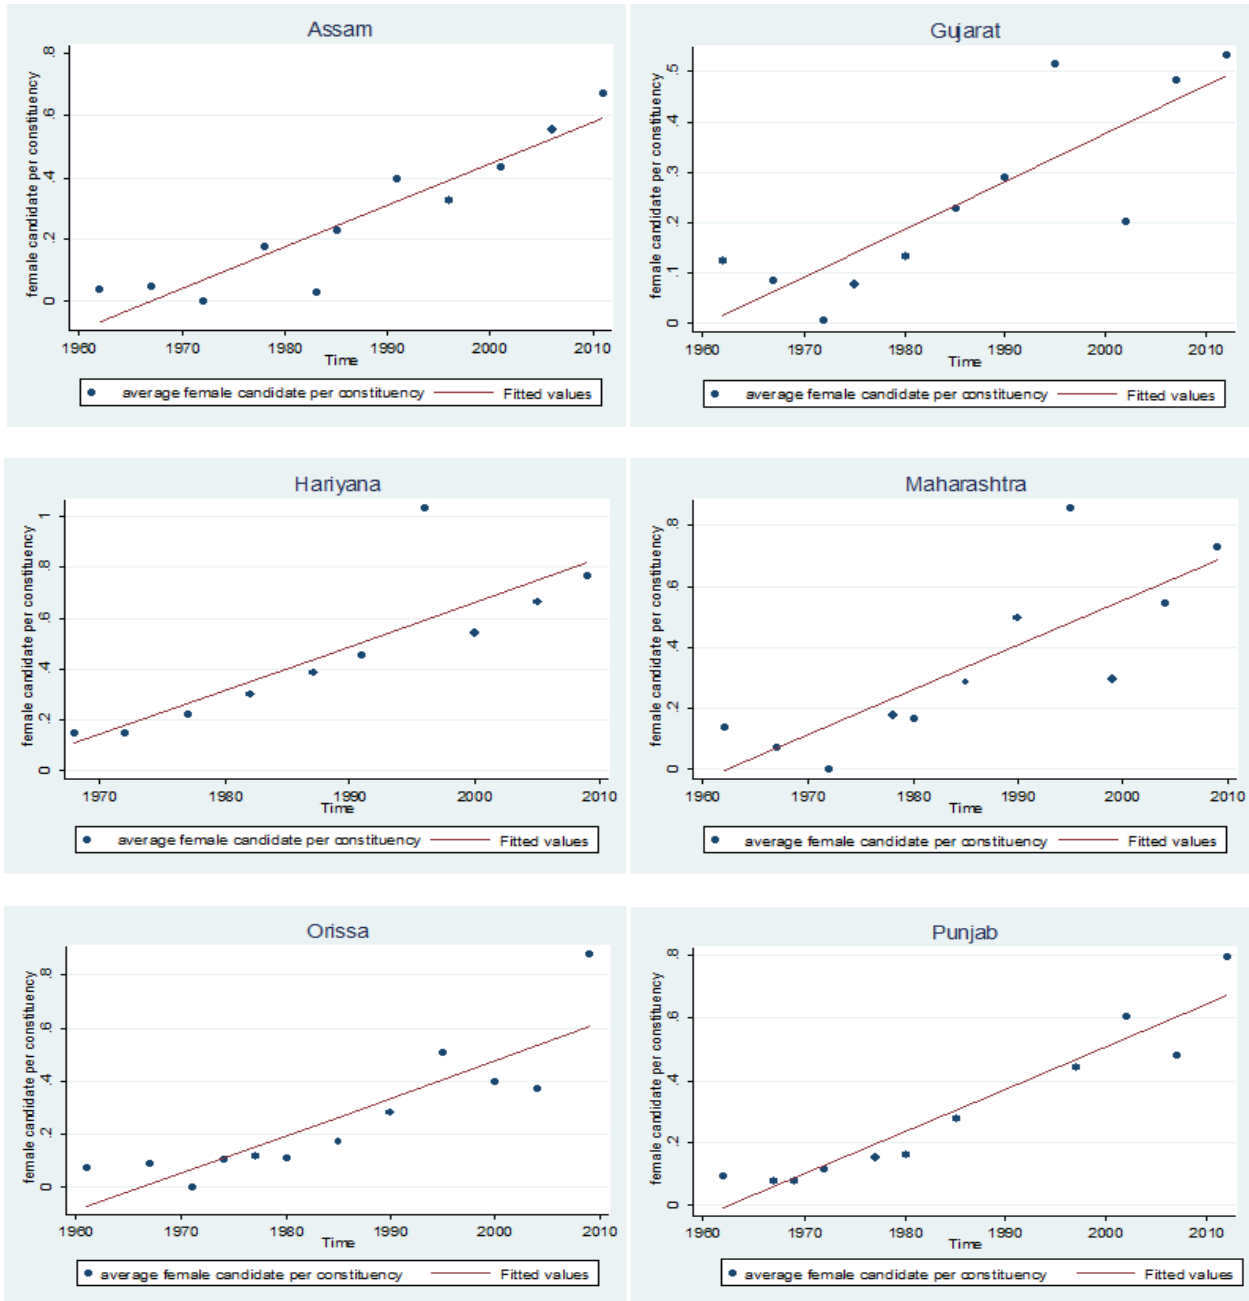 Assam
female candidate per constituency
0 .2 .4 .6 .8
1960 1970 1980 1990 2000 2010
Time
average female candidate per constituency Fitted values
Gujarat
female candidate per constituency
0 .1 .2 .3 .4 .5
1960 1970 1980 1990 2000 2010
Time
average female candidate per constituency Fitted values
Hariyana
female candidate per constituency
0 .2 .4 .6 .8 1
1970 1980 1990 2000 2010
Time
average female candidate per constituency Fitted values
Maharashtra
female candidate per constituency
0 .2 .4 .6 .8
1960 1970 1980 1990 2000 2010
Time
average female candidate per constituency Fitted values
Orissa
female candidate per constituency
0 .2 .4 .6 .8
1960 1970 1980 1990 2000 2010
Time
average female candidate per constituency Fitted values
Punjab
female candidate per constituency
0 .2 .4 .6 .8
1960 1970 1980 1990 2000 2010
Time
average female candidate per constituency Fitted values